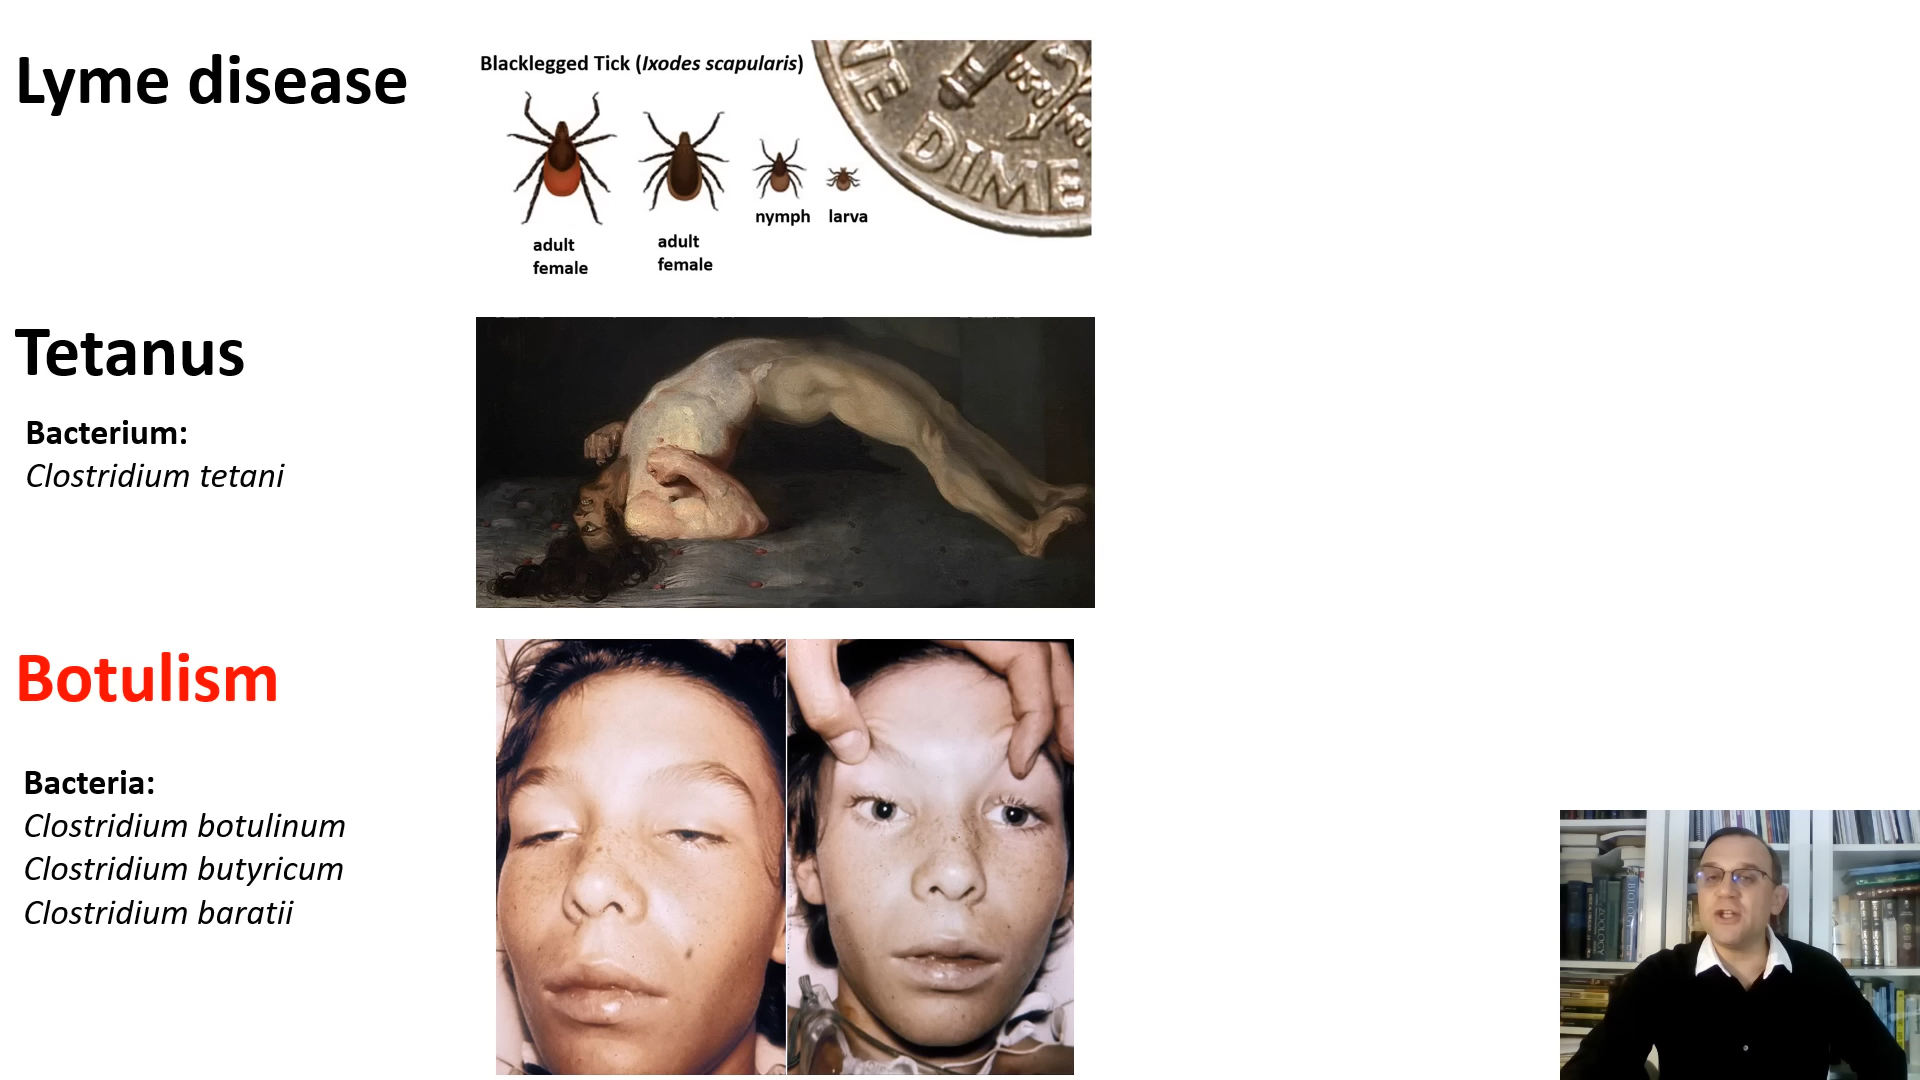 Lyme disease
Blacklegged Tick (Ixodes scapularis)
DIME
adult
female
adult
female
nymph
larva
Tetanus
Bacterium:
Clostridium tetani
Botulism
Bacteria:
Clostridium botulinum
Clostridium butyricum
Clostridium baratii
ZOOLOGY